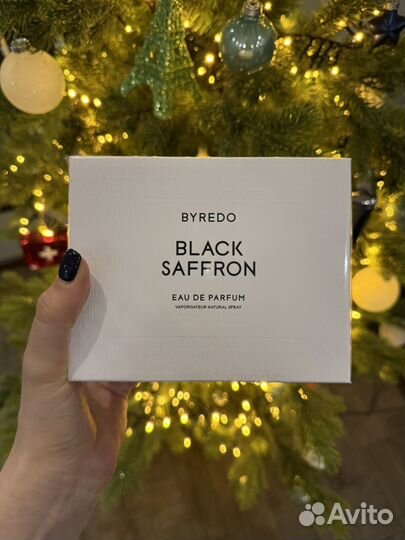 BYREDO
BLACK
SAFFRON
EAU DE PARFUM
VAPORISATEUR NATURAL SPRAY
Avito